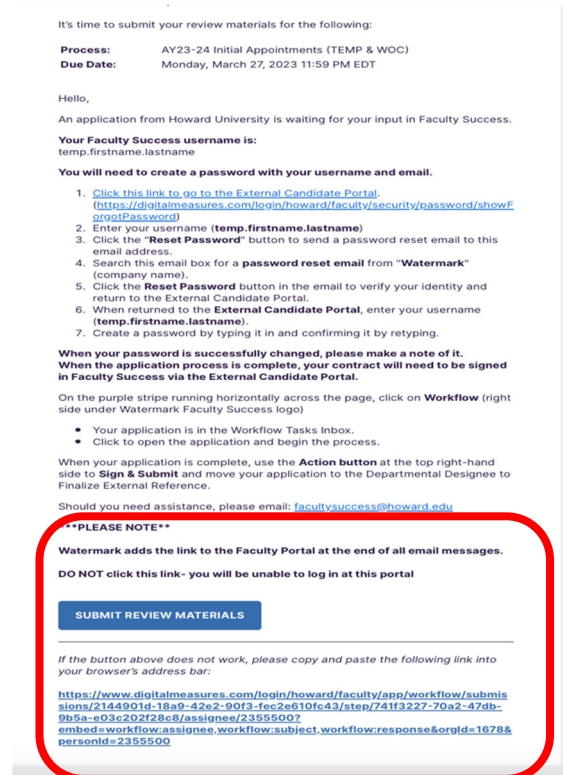 It's time to submit your review materials for the following:
Process: AY23-24 Initial Appointments (TEMP & WOC)
Due Date: Monday, March 27, 2023 11:59 PM EDT
Hello,
An application from Howard University is waiting for your input in Faculty Success.
Your Faculty Success username is:
temp.firstname.lastname
You will need to create a password with your username and email.
1. Click this link to go to the External Candidate Portal.
(https://digitalmeasures.com/login/howard/faculty/security/password/showF
orgotPassword)
2. Enter your username (temp.firstname.lastname)
3. Click the "Reset Password" button to send a password reset email to this
email address.
4. Search this email box for a password reset email from "Watermark"
(company name).
5. Click the Reset Password button in the email to verify your identity and
return to the External Candidate Portal.
6. When returned to the External Candidate Portal, enter your username
(temp.firstname.lastname).
7. Create a password by typing it in and confirming it by retyping.
When your password is successfully changed, please make a note of it.
When the application process is complete, your contract will need to be signed
in Faculty Success via the External Candidate Portal.
On the purple stripe running horizontally across the page, click on Workflow (right
side under Watermark Faculty Success logo)
• Your application is in the Workflow Tasks Inbox.
• Click to open the application and begin the process.
When your application is complete, use the Action button at the top right-hand
side to Sign & Submit and move your application to the Departmental Designee to
Finalize External Reference.
Should you need assistance, please email: facultysuccess@howard.edu
**PLEASE NOTE**
Watermark adds the link to the Faculty Portal at the end of all email messages.
DO NOT click this link- you will be unable to log in at this portal
SUBMIT REVIEW MATERIALS
If the button above does not work, please copy and paste the following link into
your browser's address bar:
https://www.digitalmeasures.com/login/howard/faculty/app/workflow/submis
sions/2144901d-18a9-42e2-90f3-fec2e610fc43/step/741f3227-70a2-47db-
9b5a-e03c202f28c8/assignee/2355500?
embed=workflow:assignee,workflow:subject,workflow:response&orgId=1678&
personId=2355500